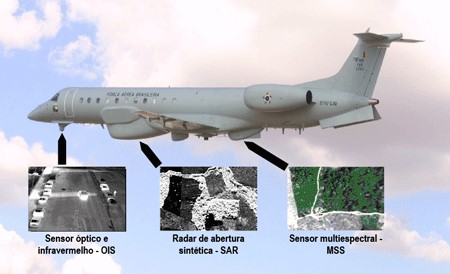 FORÇA AÉREA BRASILEIRA
Sensor óptico e
infravermelho - OIS
Radar de abertura
sintética - SAR
Sensor multiespectral -
MSS